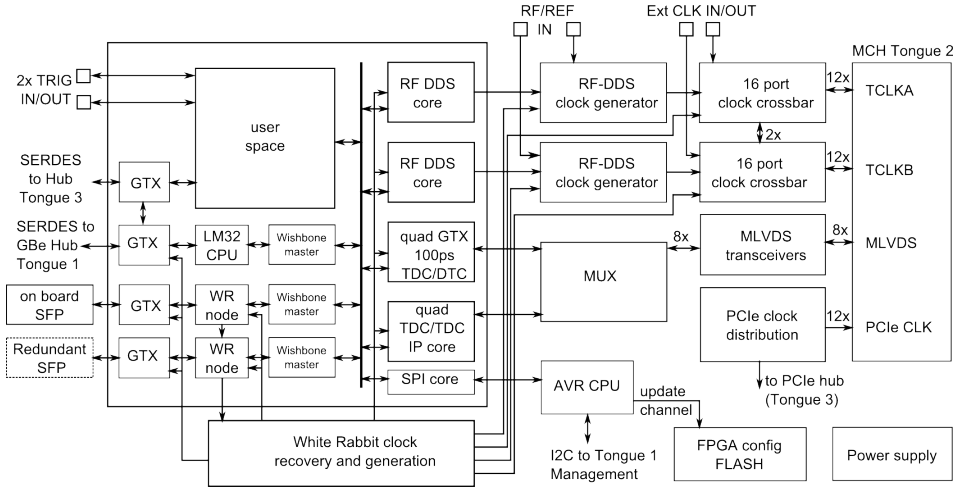 RF/REF
IN
Ext CLK IN/OUT
MCH Tongue 2
2x TRIG
IN/OUT
user
space
RF DDS
core
RF-DDS
clock generator
16 port
clock crossbar
12x
TCLKA
2x
SERDES
to Hub
Tongue 3
GTX
RF DDS
core
RF-DDS
clock generator
16 port
clock crossbar
12x
TCLKB
SERDES to
GBe Hub
Tongue 1
GTX
LM32
CPU
Wishbone
master
quad GTX
100ps
TDC/DTC
MUX
8x
MLVDS
transceivers
8x
MLVDS
on board
SFP
GTX
WR
node
Wishbone
master
quad
TDC/TDC
IP core
PCIe clock
distribution
12x
PCIe CLK
Redundant
SFP
GTX
WR
node
Wishbone
master
SPI core
AVR CPU
update
channel
to PCIe hub
(Tongue 3)
White Rabbit clock
recovery and generation
I2C to Tongue 1
Management
FPGA config
FLASH
Power supply